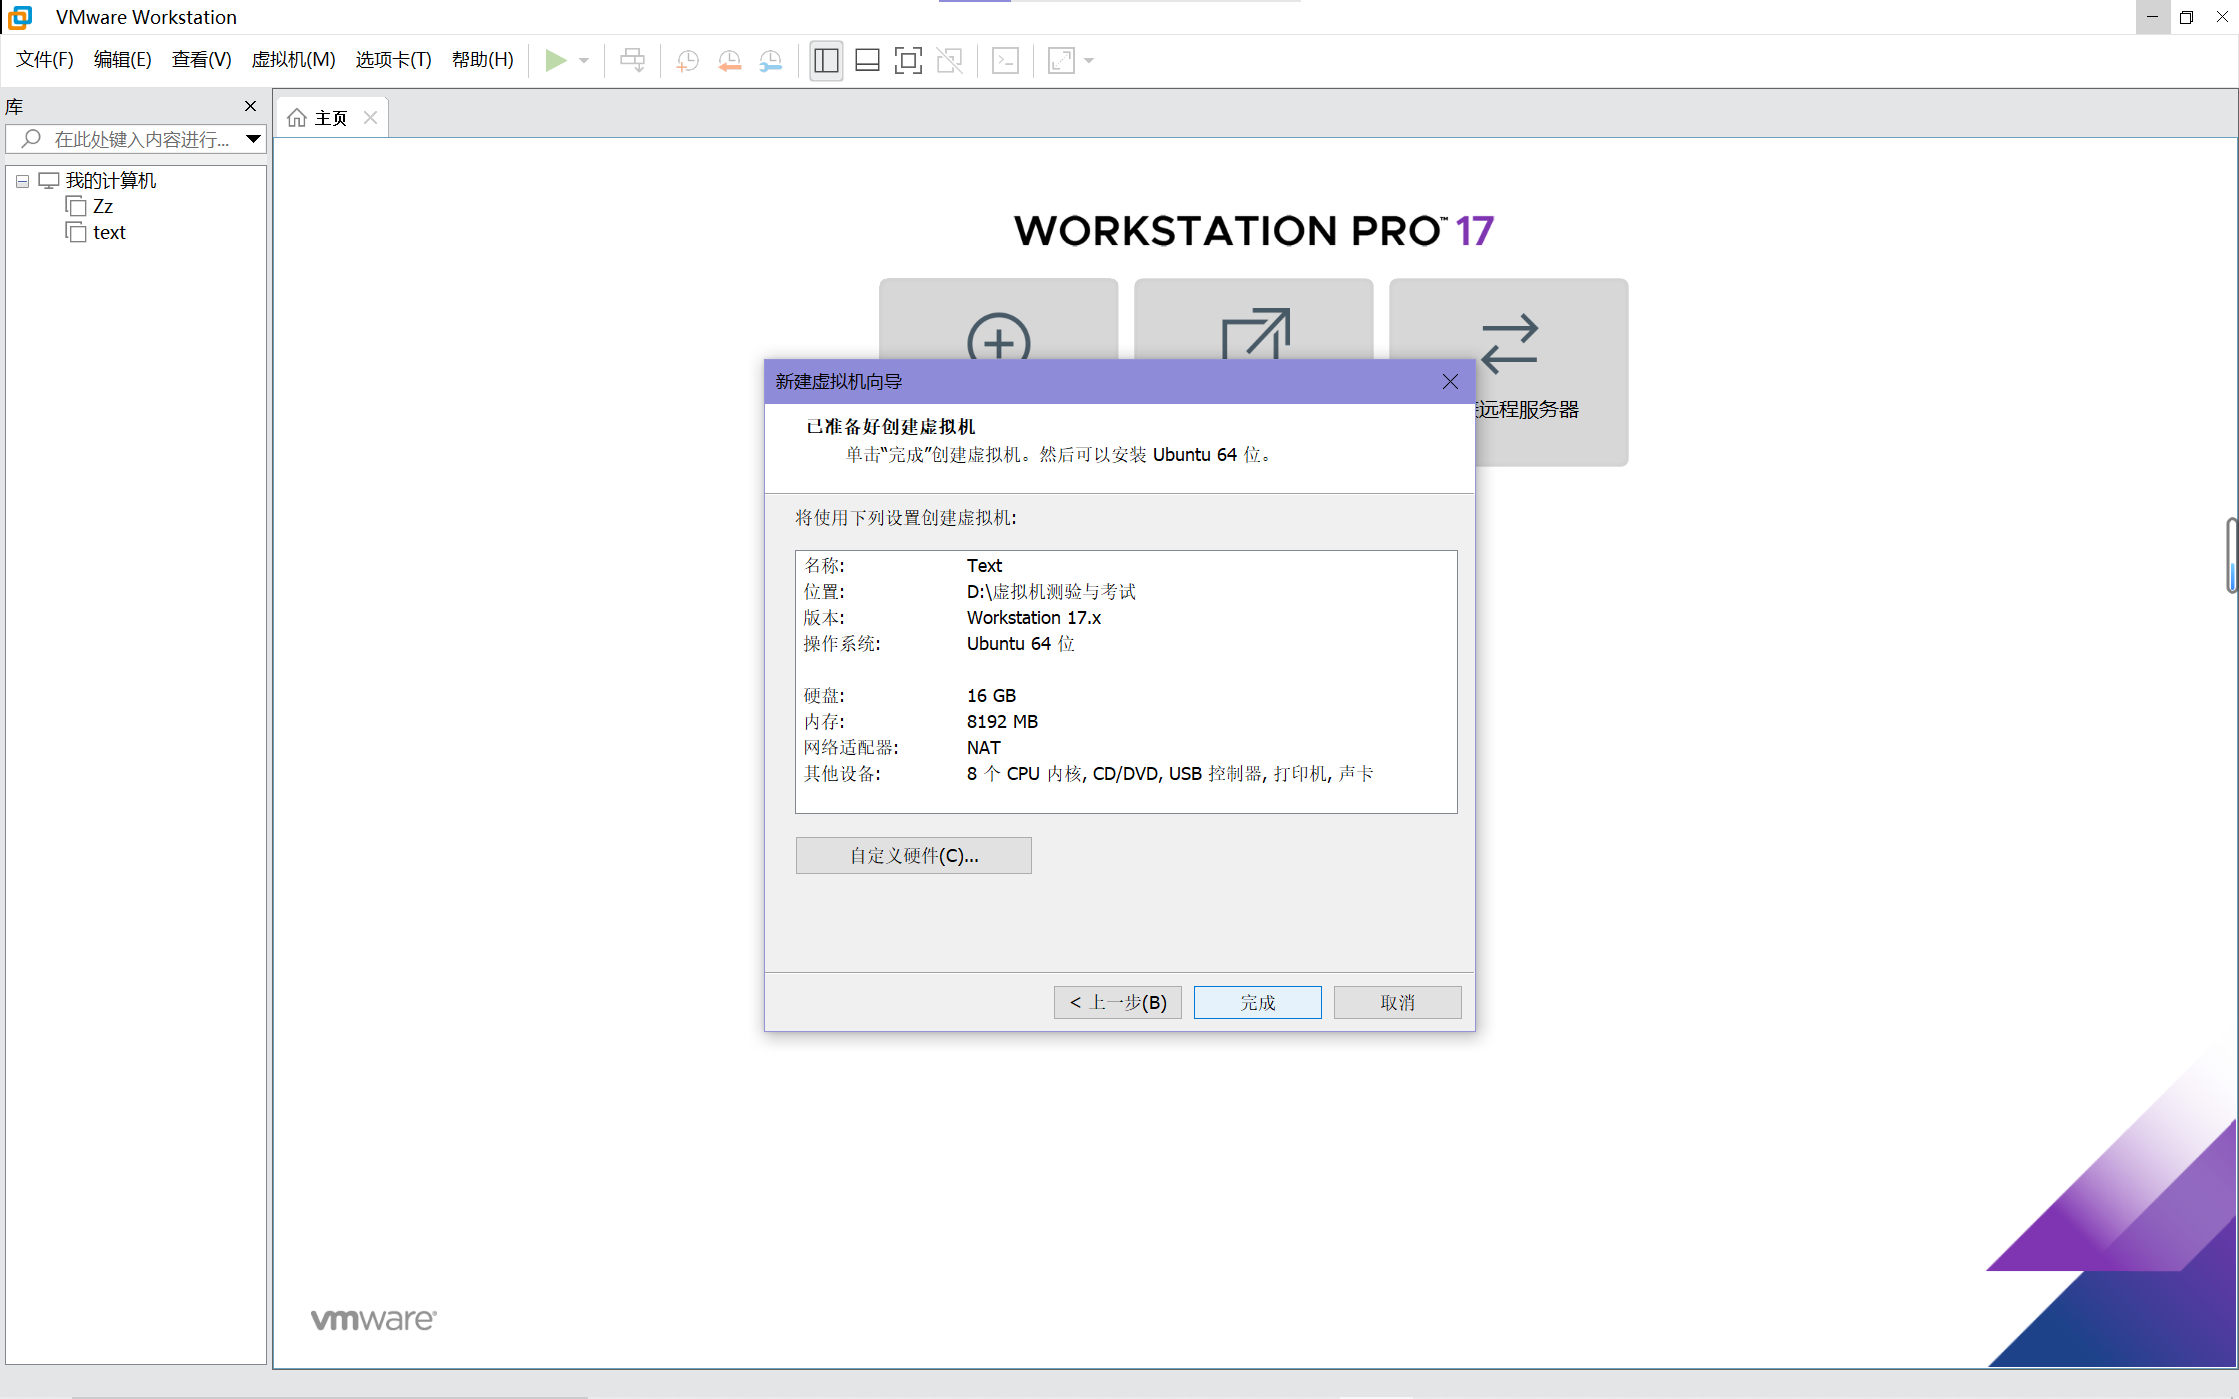 VMware Workstation
文件(F) 编辑(E) 查看(V) 虚拟机(M) 选项卡(T) 帮助(H)
库
主页
在此处键入内容进行...
我的计算机
Zz
text
WORKSTATION PRO™ 17
远程服务器
新建虚拟机向导
已准备好创建虚拟机
单击“完成”创建虚拟机。然后可以安装 Ubuntu 64 位。
将使用下列设置创建虚拟机:
名称: Text
位置: D:\虚拟机测验与考试
版本: Workstation 17.x
操作系统: Ubuntu 64 位
硬盘: 16 GB
内存: 8192 MB
网络适配器: NAT
其他设备: 8 个 CPU 内核, CD/DVD, USB 控制器, 打印机, 声卡
自定义硬件(C)...
< 上一步(B) 完成 取消
vmware®